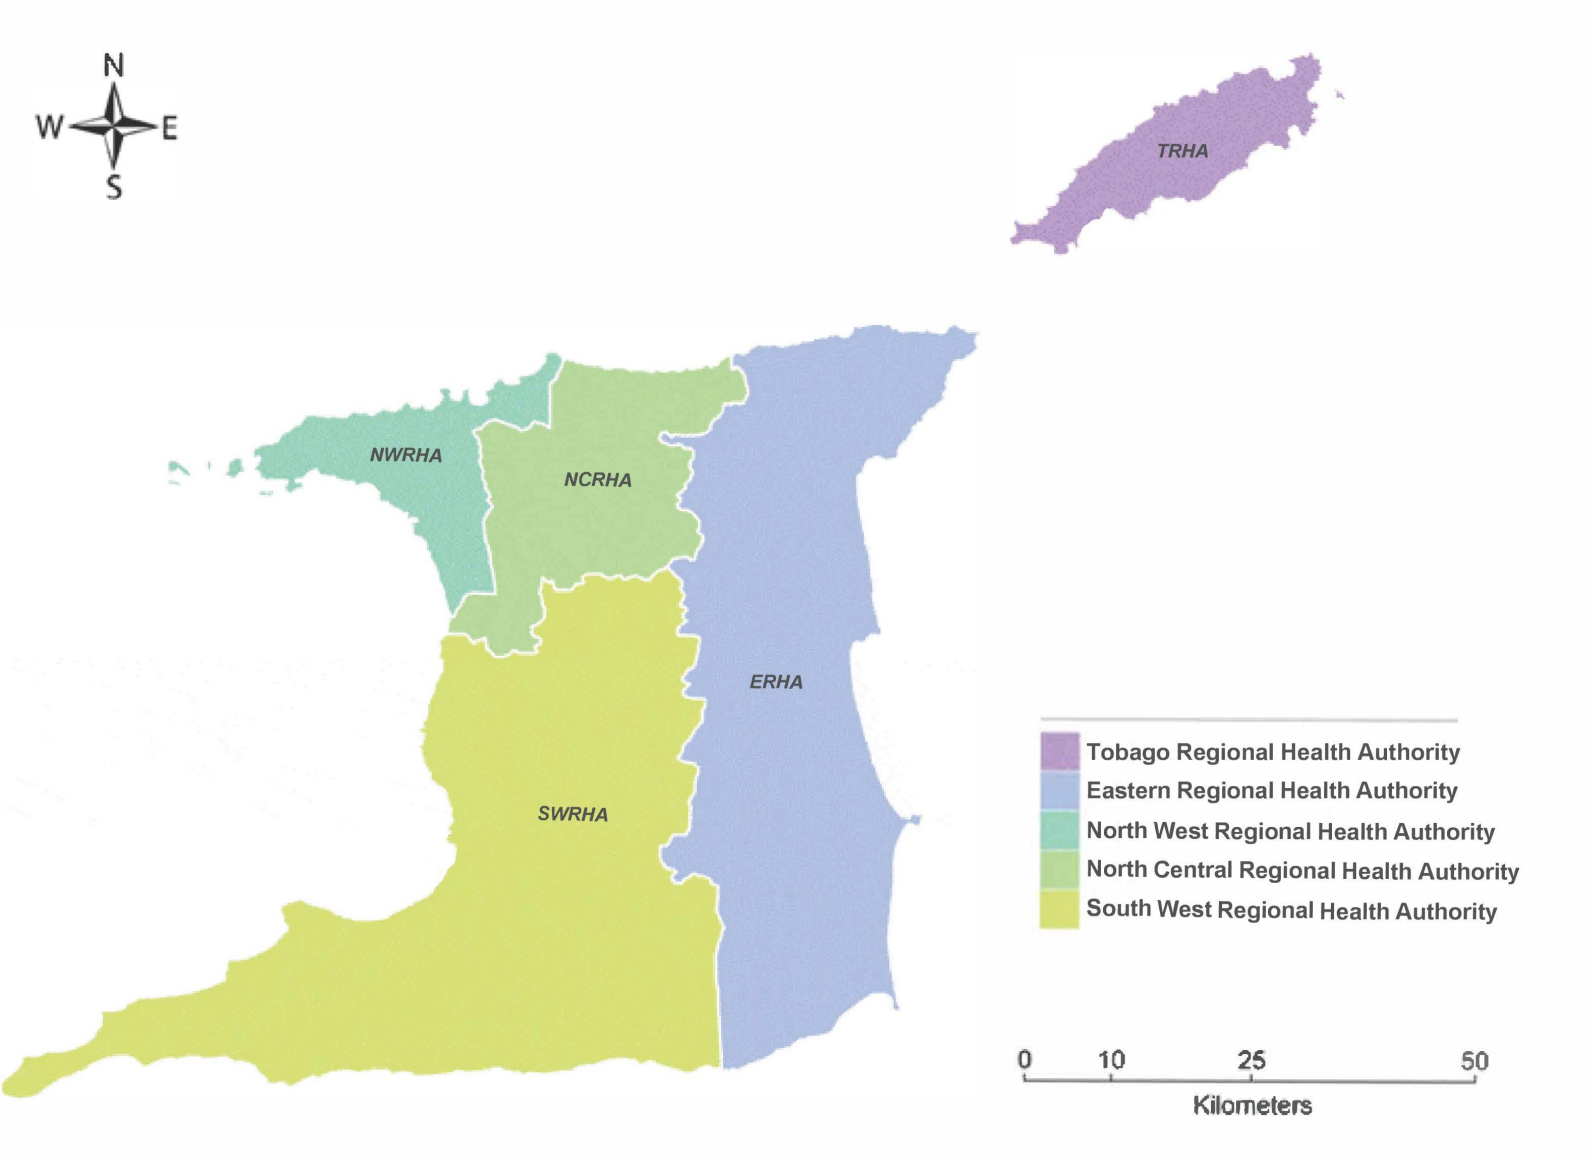 N
W E
S
TRHA
NWRHA
NCRHA
ERHA
SWRHA
Tobago Regional Health Authority
Eastern Regional Health Authority
North West Regional Health Authority
North Central Regional Health Authority
South West Regional Health Authority
0 10 25 50
Kilometers